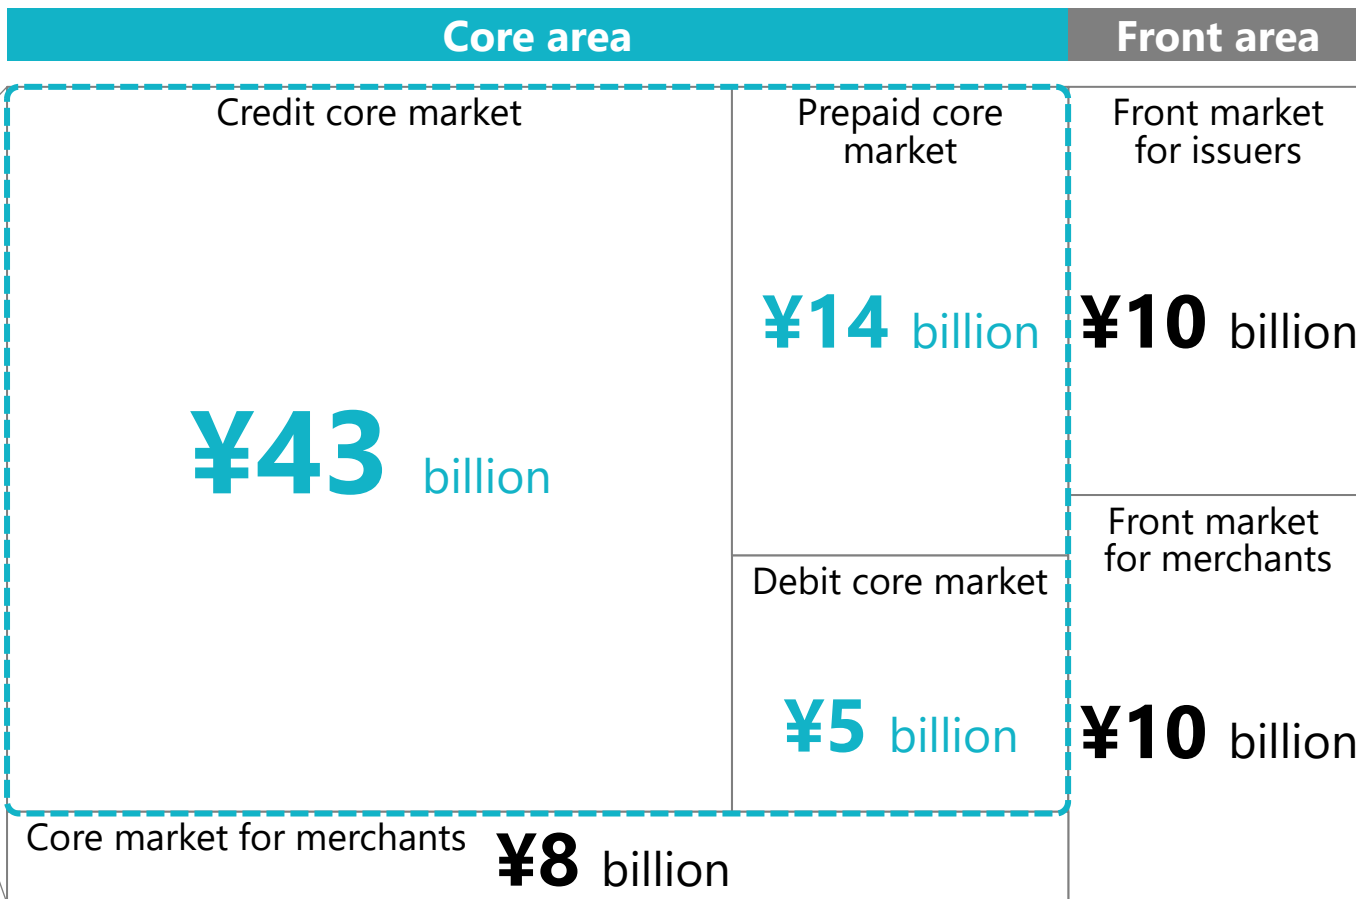 Core area
Front area
Credit core market
¥43 billion
Prepaid core
market
¥14 billion
Debit core market
¥5 billion
Core market for merchants ¥8 billion
Front market
for issuers
¥10 billion
Front market
for merchants
¥10 billion